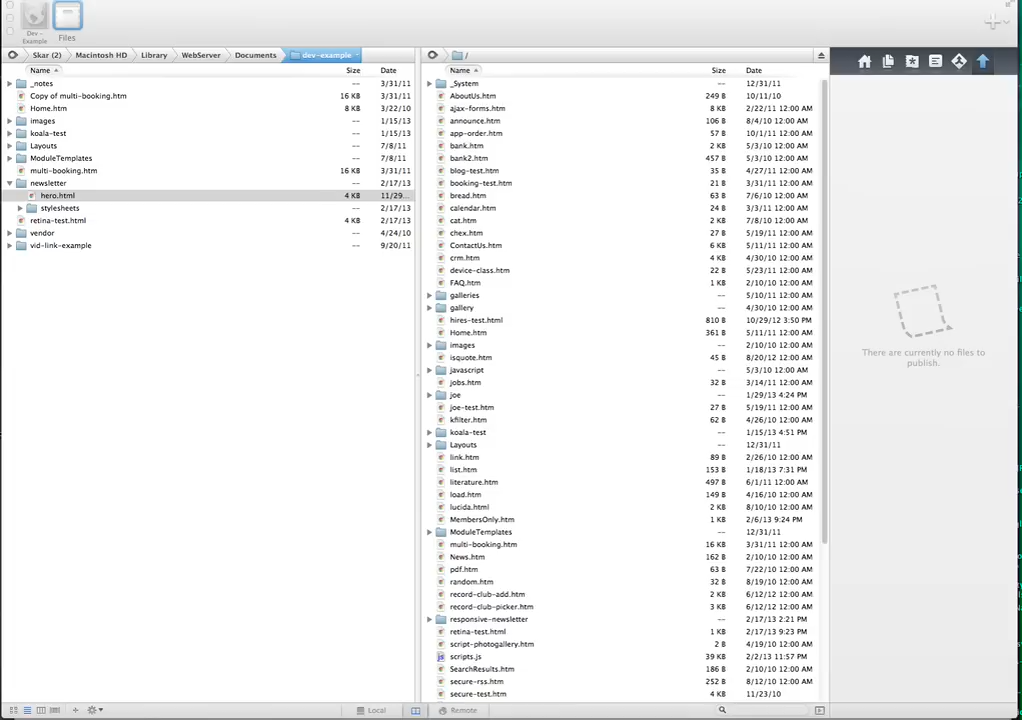 Dev - Example
Files
Skar (2) Macintosh HD Library WebServer Documents dev-example
/
Name Size Date
_notes -- 3/31/11
Copy of multi-booking.htm 16 KB 3/31/11
Home.htm 8 KB 3/22/10
images -- 1/15/13
koala-test -- 1/15/13
Layouts -- 7/8/11
ModuleTemplates -- 7/8/11
multi-booking.htm 16 KB 3/31/11
newsletter -- 2/17/13
hero.html 4 KB 11/29...
stylesheets -- 2/17/13
retina-test.html 4 KB 2/17/13
vendor -- 4/24/10
vid-link-example -- 9/20/11
Name Size Date
_System -- 12/31/11
AboutUs.htm 249 B 10/11/10
ajax-forms.htm 8 KB 2/22/11 12:00 AM
announce.htm 106 B 8/4/10 12:00 AM
app-order.htm 57 B 10/1/11 12:00 AM
bank.htm 2 KB 5/3/10 12:00 AM
bank2.htm 457 B 5/3/10 12:00 AM
blog-test.htm 35 B 4/27/11 12:00 AM
booking-test.htm 21 B 3/31/11 12:00 AM
bread.htm 63 B 7/6/10 12:00 AM
calendar.htm 24 B 3/3/11 12:00 AM
cat.htm 2 KB 7/8/10 12:00 AM
chex.htm 27 B 5/19/11 12:00 AM
ContactUs.htm 6 KB 5/11/11 12:00 AM
crm.htm 4 KB 4/30/10 12:00 AM
device-class.htm 22 B 5/23/11 12:00 AM
FAQ.htm 1 KB 2/10/10 12:00 AM
galleries -- 5/10/11 12:00 AM
gallery -- 4/30/10 12:00 AM
hires-test.html 810 B 10/29/12 3:50 PM
Home.htm 361 B 5/11/11 12:00 AM
images -- 2/10/10 12:00 AM
isquote.htm 45 B 8/20/12 12:00 AM
javascript -- 5/3/10 12:00 AM
jobs.htm 32 B 3/14/11 12:00 AM
joe -- 1/29/13 4:24 PM
joe-test.htm 27 B 5/19/11 12:00 AM
kfilter.htm 62 B 4/26/10 12:00 AM
koala-test -- 1/15/13 4:51 PM
Layouts -- 12/31/11
link.htm 89 B 2/26/10 12:00 AM
list.htm 153 B 1/18/13 7:31 PM
literature.htm 497 B 6/1/11 12:00 AM
load.htm 149 B 4/16/10 12:00 AM
lucida.html 2 KB 8/10/10 12:00 AM
MembersOnly.htm 1 KB 2/6/13 9:24 PM
ModuleTemplates -- 12/31/11
multi-booking.htm 16 KB 3/31/11 12:00 AM
News.htm 162 B 2/10/10 12:00 AM
pdf.htm 63 B 7/22/10 12:00 AM
random.htm 32 B 8/19/10 12:00 AM
record-club-add.htm 2 KB 6/12/12 12:00 AM
record-club-picker.htm 3 KB 6/12/12 12:00 AM
responsive-newsletter -- 2/17/13 2:21 PM
retina-test.html 1 KB 2/17/13 9:23 PM
script-photogallery.htm 2 B 4/19/10 12:00 AM
scripts.js 39 KB 2/2/13 11:57 PM
SearchResults.htm 186 B 2/10/10 12:00 AM
secure-rss.htm 252 B 8/12/10 12:00 AM
secure-test.htm 4 KB 11/23/10
There are currently no files to
publish.
Local
Remote